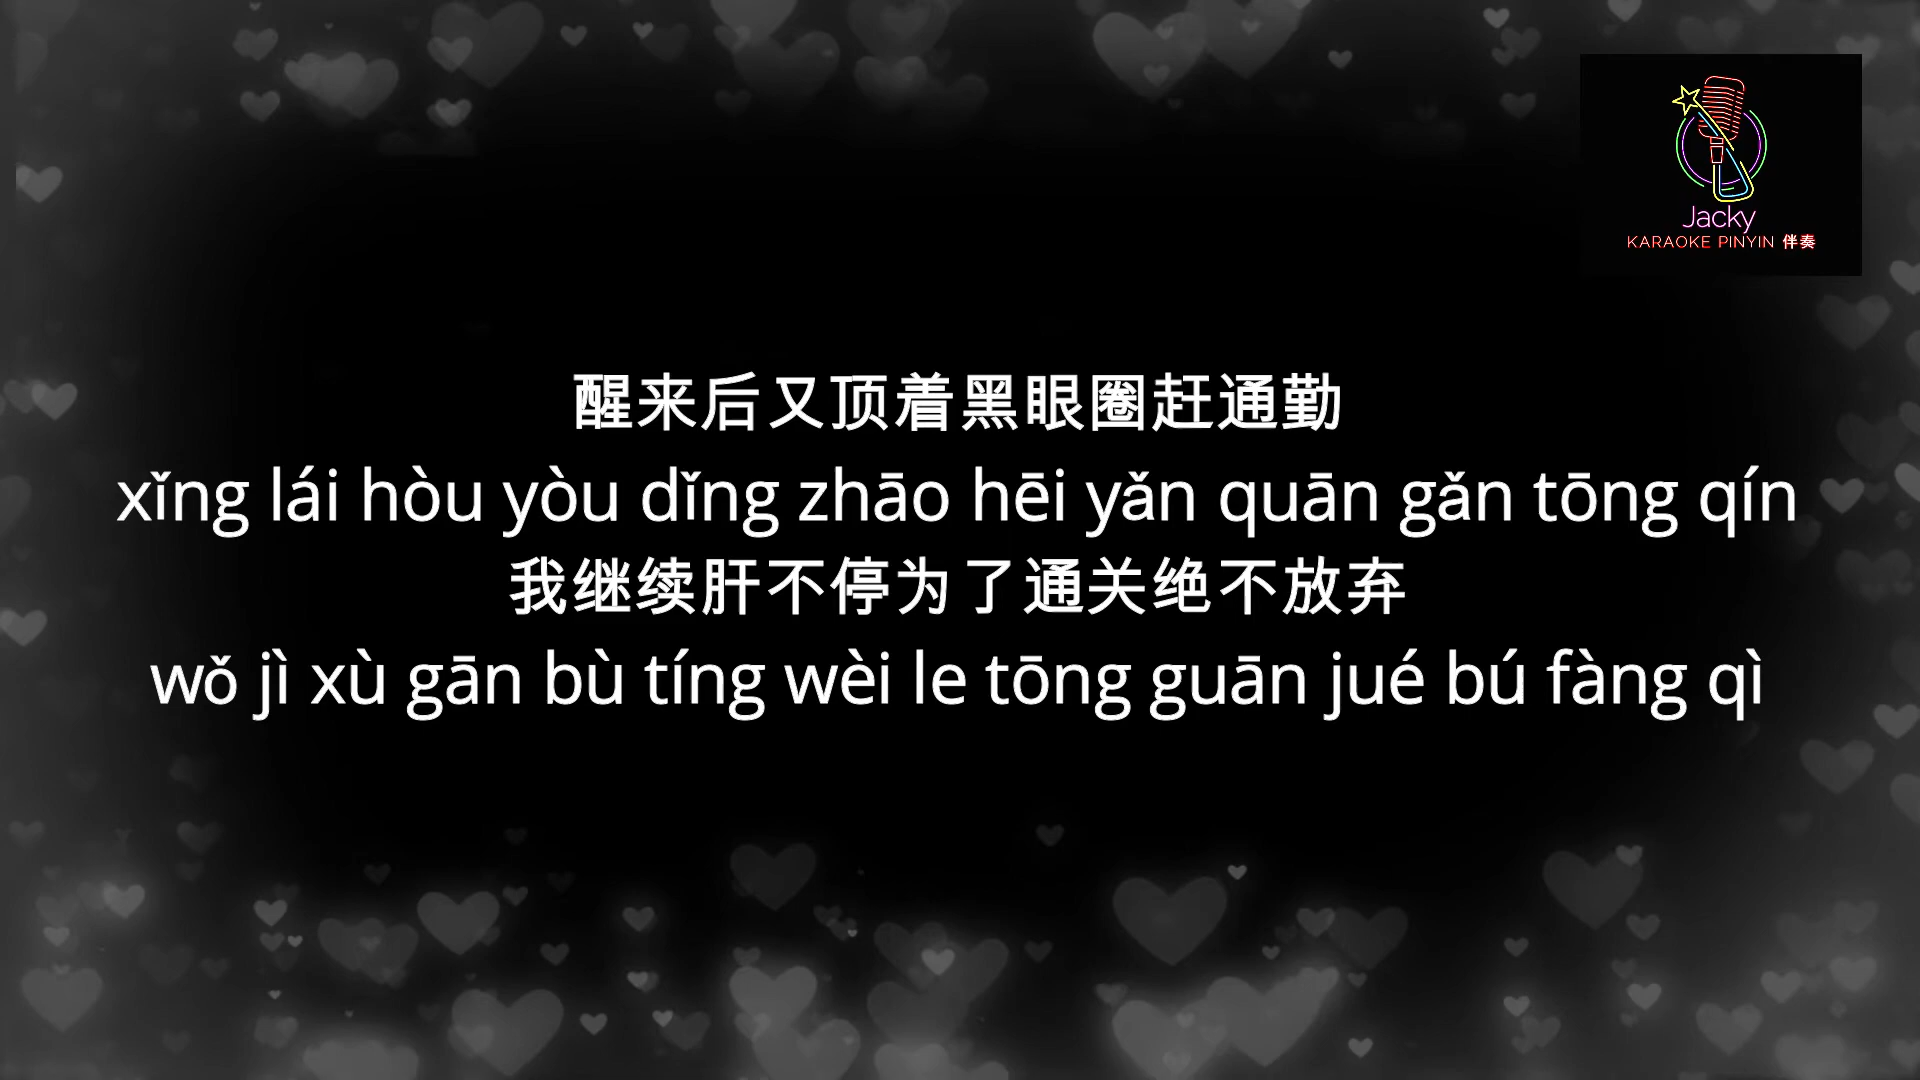 Jacky
KARAOKE PINYIN 伴奏
醒来后又顶着黑眼圈赶通勤
xǐng lái hòu yòu dǐng zhāo hēi yǎn quān gǎn tōng qín
我继续肝不停为了通关绝不放弃
wǒ jì xù gān bù tíng wèi le tōng guān jué bú fàng qì